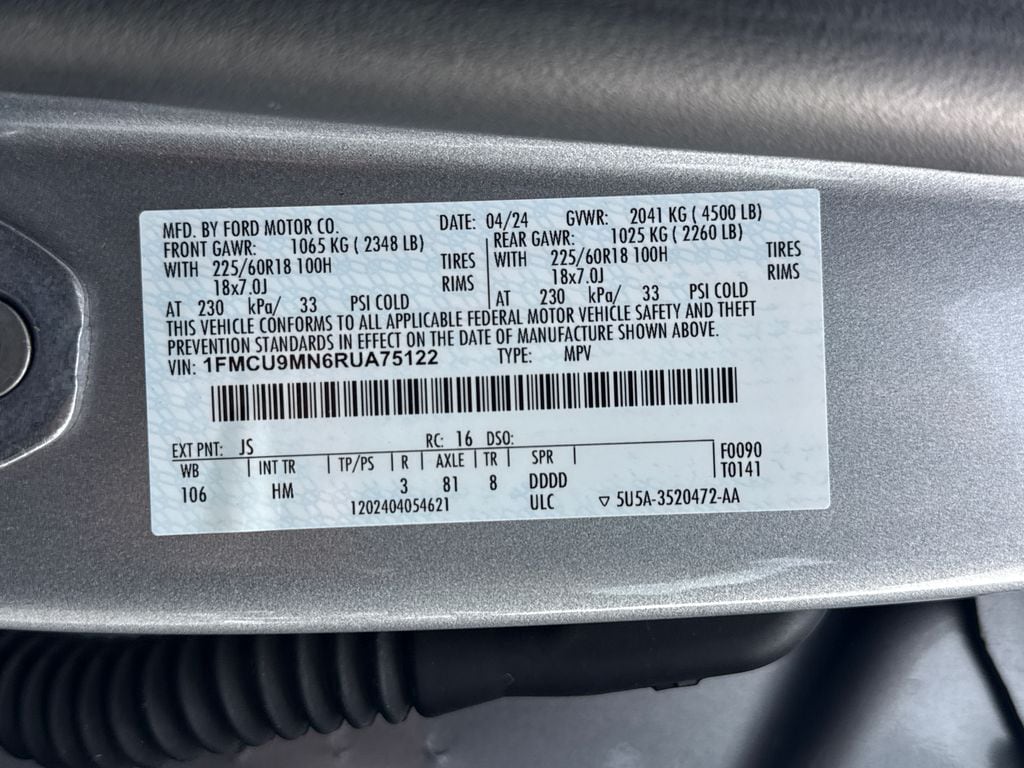 MFD. BY FORD MOTOR CO. DATE: 04/24 GVWR: 2041 KG ( 4500 LB)
FRONT GAWR: 1065 KG ( 2348 LB) REAR GAWR: 1025 KG ( 2260 LB)
WITH 225/60R18 100H TIRES WITH 225/60R18 100H TIRES
18x7.0J RIMS 18x7.0J RIMS
AT 230 kPa/ 33 PSI COLD AT 230 kPa/ 33 PSI COLD
THIS VEHICLE CONFORMS TO ALL APPLICABLE FEDERAL MOTOR VEHICLE SAFETY AND THEFT
PREVENTION STANDARDS IN EFFECT ON THE DATE OF MANUFACTURE SHOWN ABOVE.
VIN: 1FMCU9MN6RUA75122 TYPE: MPV
EXT PNT: JS RC: 16 DSO:
WB INT TR TP/PS R AXLE TR SPR F0090
106 HM 3 81 8 DDDD T0141
1202404054621 ULC ▽ 5U5A-3520472-AA